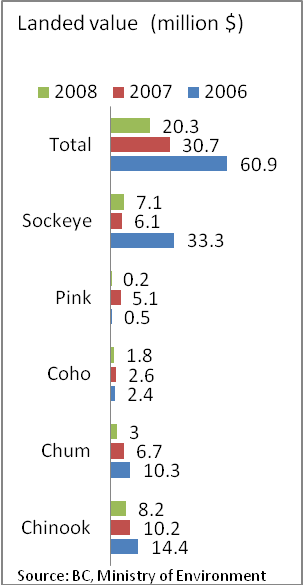 Landed value (million $)
2008 2007 2006
20.3
Total 30.7
60.9
7.1
Sockeye 6.1
33.3
0.2
Pink 5.1
0.5
1.8
Coho 2.6
2.4
3
Chum 6.7
10.3
8.2
Chinook 10.2
14.4
Source: BC, Ministry of Environment